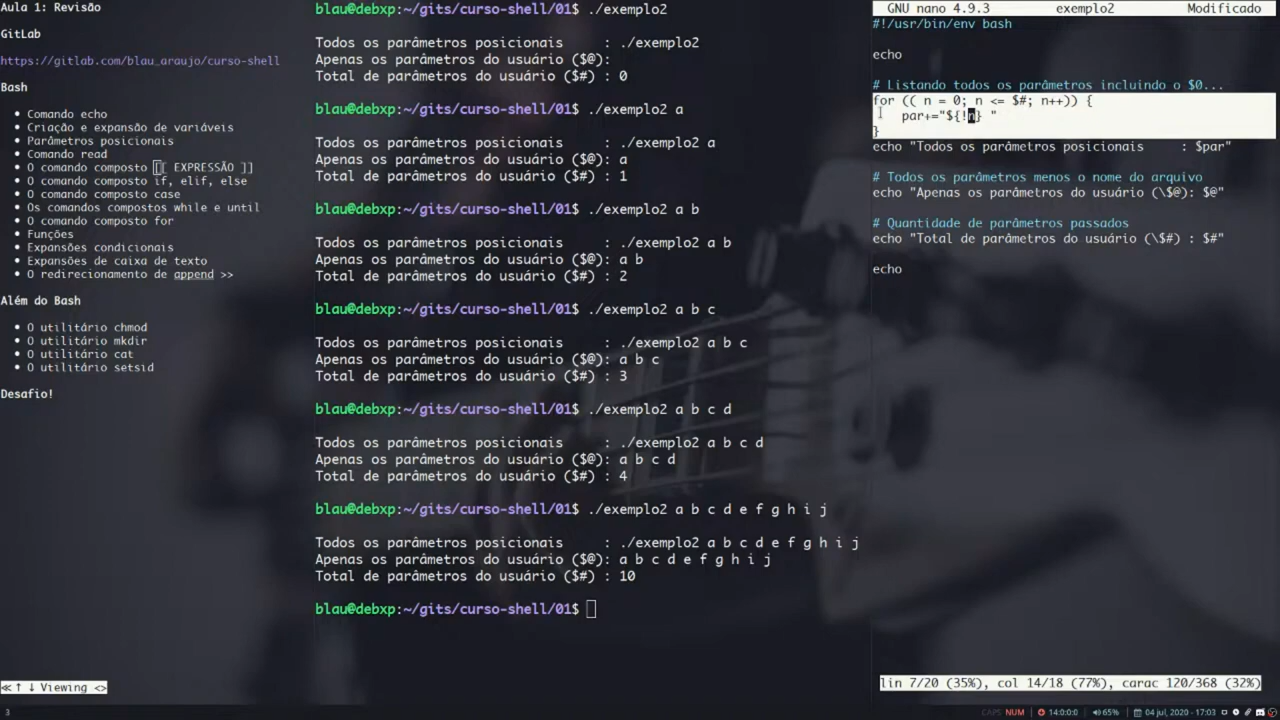 Aula 1: Revisão
GitLab
https://gitlab.com/blau_araujo/curso-shell
Bash
• Comando echo
• Criação e expansão de variáveis
• Parâmetros posicionais
• Comando read
• O comando composto [[ EXPRESSÃO ]]
• O comando composto if, elif, else
• O comando composto case
• Os comandos compostos while e until
• O comando composto for
• Funções
• Expansões condicionais
• Expansões de caixa de texto
• O redirecionamento de append >>
Além do Bash
• O utilitário chmod
• O utilitário mkdir
• O utilitário cat
• O utilitário setsid
Desafio!
≪↑ ↓ Viewing <>
blau@debxp:~/gits/curso-shell/01$ ./exemplo2
Todos os parâmetros posicionais : ./exemplo2
Apenas os parâmetros do usuário ($@):
Total de parâmetros do usuário ($#) : 0
blau@debxp:~/gits/curso-shell/01$ ./exemplo2 a
Todos os parâmetros posicionais : ./exemplo2 a
Apenas os parâmetros do usuário ($@): a
Total de parâmetros do usuário ($#) : 1
blau@debxp:~/gits/curso-shell/01$ ./exemplo2 a b
Todos os parâmetros posicionais : ./exemplo2 a b
Apenas os parâmetros do usuário ($@): a b
Total de parâmetros do usuário ($#) : 2
blau@debxp:~/gits/curso-shell/01$ ./exemplo2 a b c
Todos os parâmetros posicionais : ./exemplo2 a b c
Apenas os parâmetros do usuário ($@): a b c
Total de parâmetros do usuário ($#) : 3
blau@debxp:~/gits/curso-shell/01$ ./exemplo2 a b c d
Todos os parâmetros posicionais : ./exemplo2 a b c d
Apenas os parâmetros do usuário ($@): a b c d
Total de parâmetros do usuário ($#) : 4
blau@debxp:~/gits/curso-shell/01$ ./exemplo2 a b c d e f g h i j
Todos os parâmetros posicionais : ./exemplo2 a b c d e f g h i j
Apenas os parâmetros do usuário ($@): a b c d e f g h i j
Total de parâmetros do usuário ($#) : 10
blau@debxp:~/gits/curso-shell/01$
GNU nano 4.9.3 exemplo2 Modificado
#!/usr/bin/env bash
echo
# Listando todos os parâmetros incluindo o $0...
for (( n = 0; n <= $#; n++)) {
par+="${!n} "
}
echo "Todos os parâmetros posicionais : $par"
# Todos os parâmetros menos o nome do arquivo
echo "Apenas os parâmetros do usuário (\$@): $@"
# Quantidade de parâmetros passados
echo "Total de parâmetros do usuário (\$#) : $#"
echo
lin 7/20 (35%), col 14/18 (77%), carac 120/368 (32%)
3
CAPS NUM 14:0:0:0 65% 04 jul, 2020 - 17:03